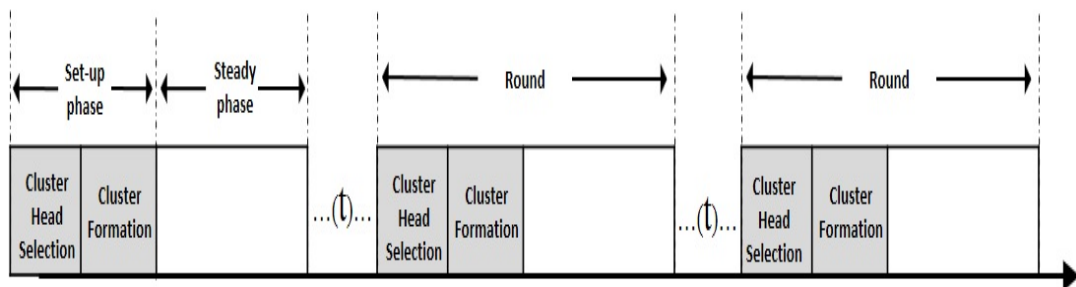 Set-up
phase
Steady
phase
Round
Round
Cluster
Head
Selection
Cluster
Formation
...(t)...
Cluster
Head
Selection
Cluster
Formation
...(t)...
Cluster
Head
Selection
Cluster
Formation